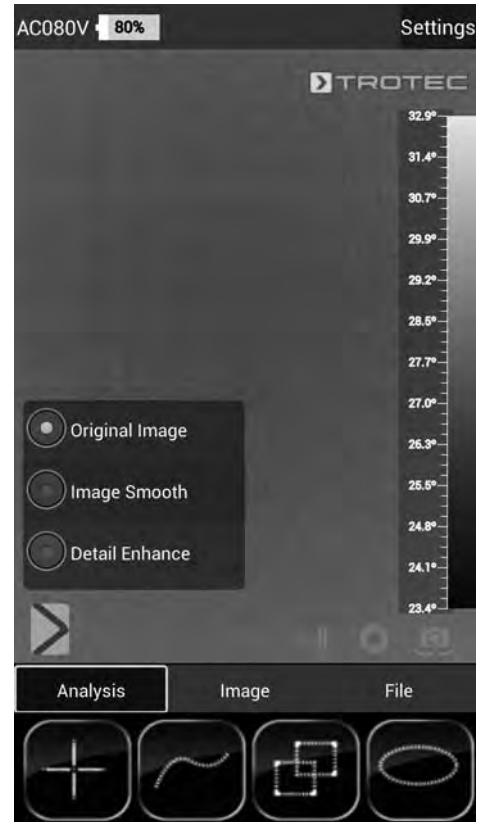 AC080V 80% Settings
TROTEC
32.9°
31.4°
30.7°
29.9°
29.2°
28.5°
27.7°
27.0°
26.3°
25.5°
24.8°
24.1°
23.4°
Original Image
Image Smooth
Detail Enhance
Analysis Image File